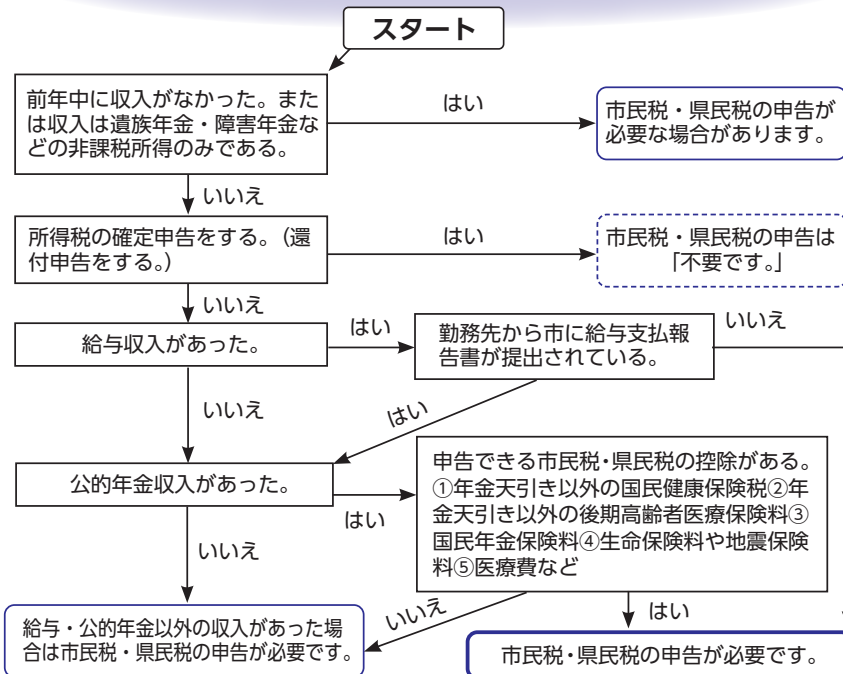 スタート
前年中に収入がなかった。また
は収入は遺族年金・障害年金な
どの非課税所得のみである。
はい
市民税・県民税の申告が
必要な場合があります。
いいえ
所得税の確定申告をする。（還
付申告をする。）
はい
市民税・県民税の申告は
「不要です。」
いいえ
給与収入があった。
はい
勤務先から市に給与支払報
告書が提出されている。
いいえ
いいえ
はい
公的年金収入があった。
はい
申告できる市民税・県民税の控除がある。
①年金天引き以外の国民健康保険税②年
金天引き以外の後期高齢者医療保険料③
国民年金保険料④生命保険料や地震保険
料⑤医療費など
いいえ
いいえ
はい
給与・公的年金以外の収入があった場
合は市民税・県民税の申告が必要です。
市民税・県民税の申告が必要です。